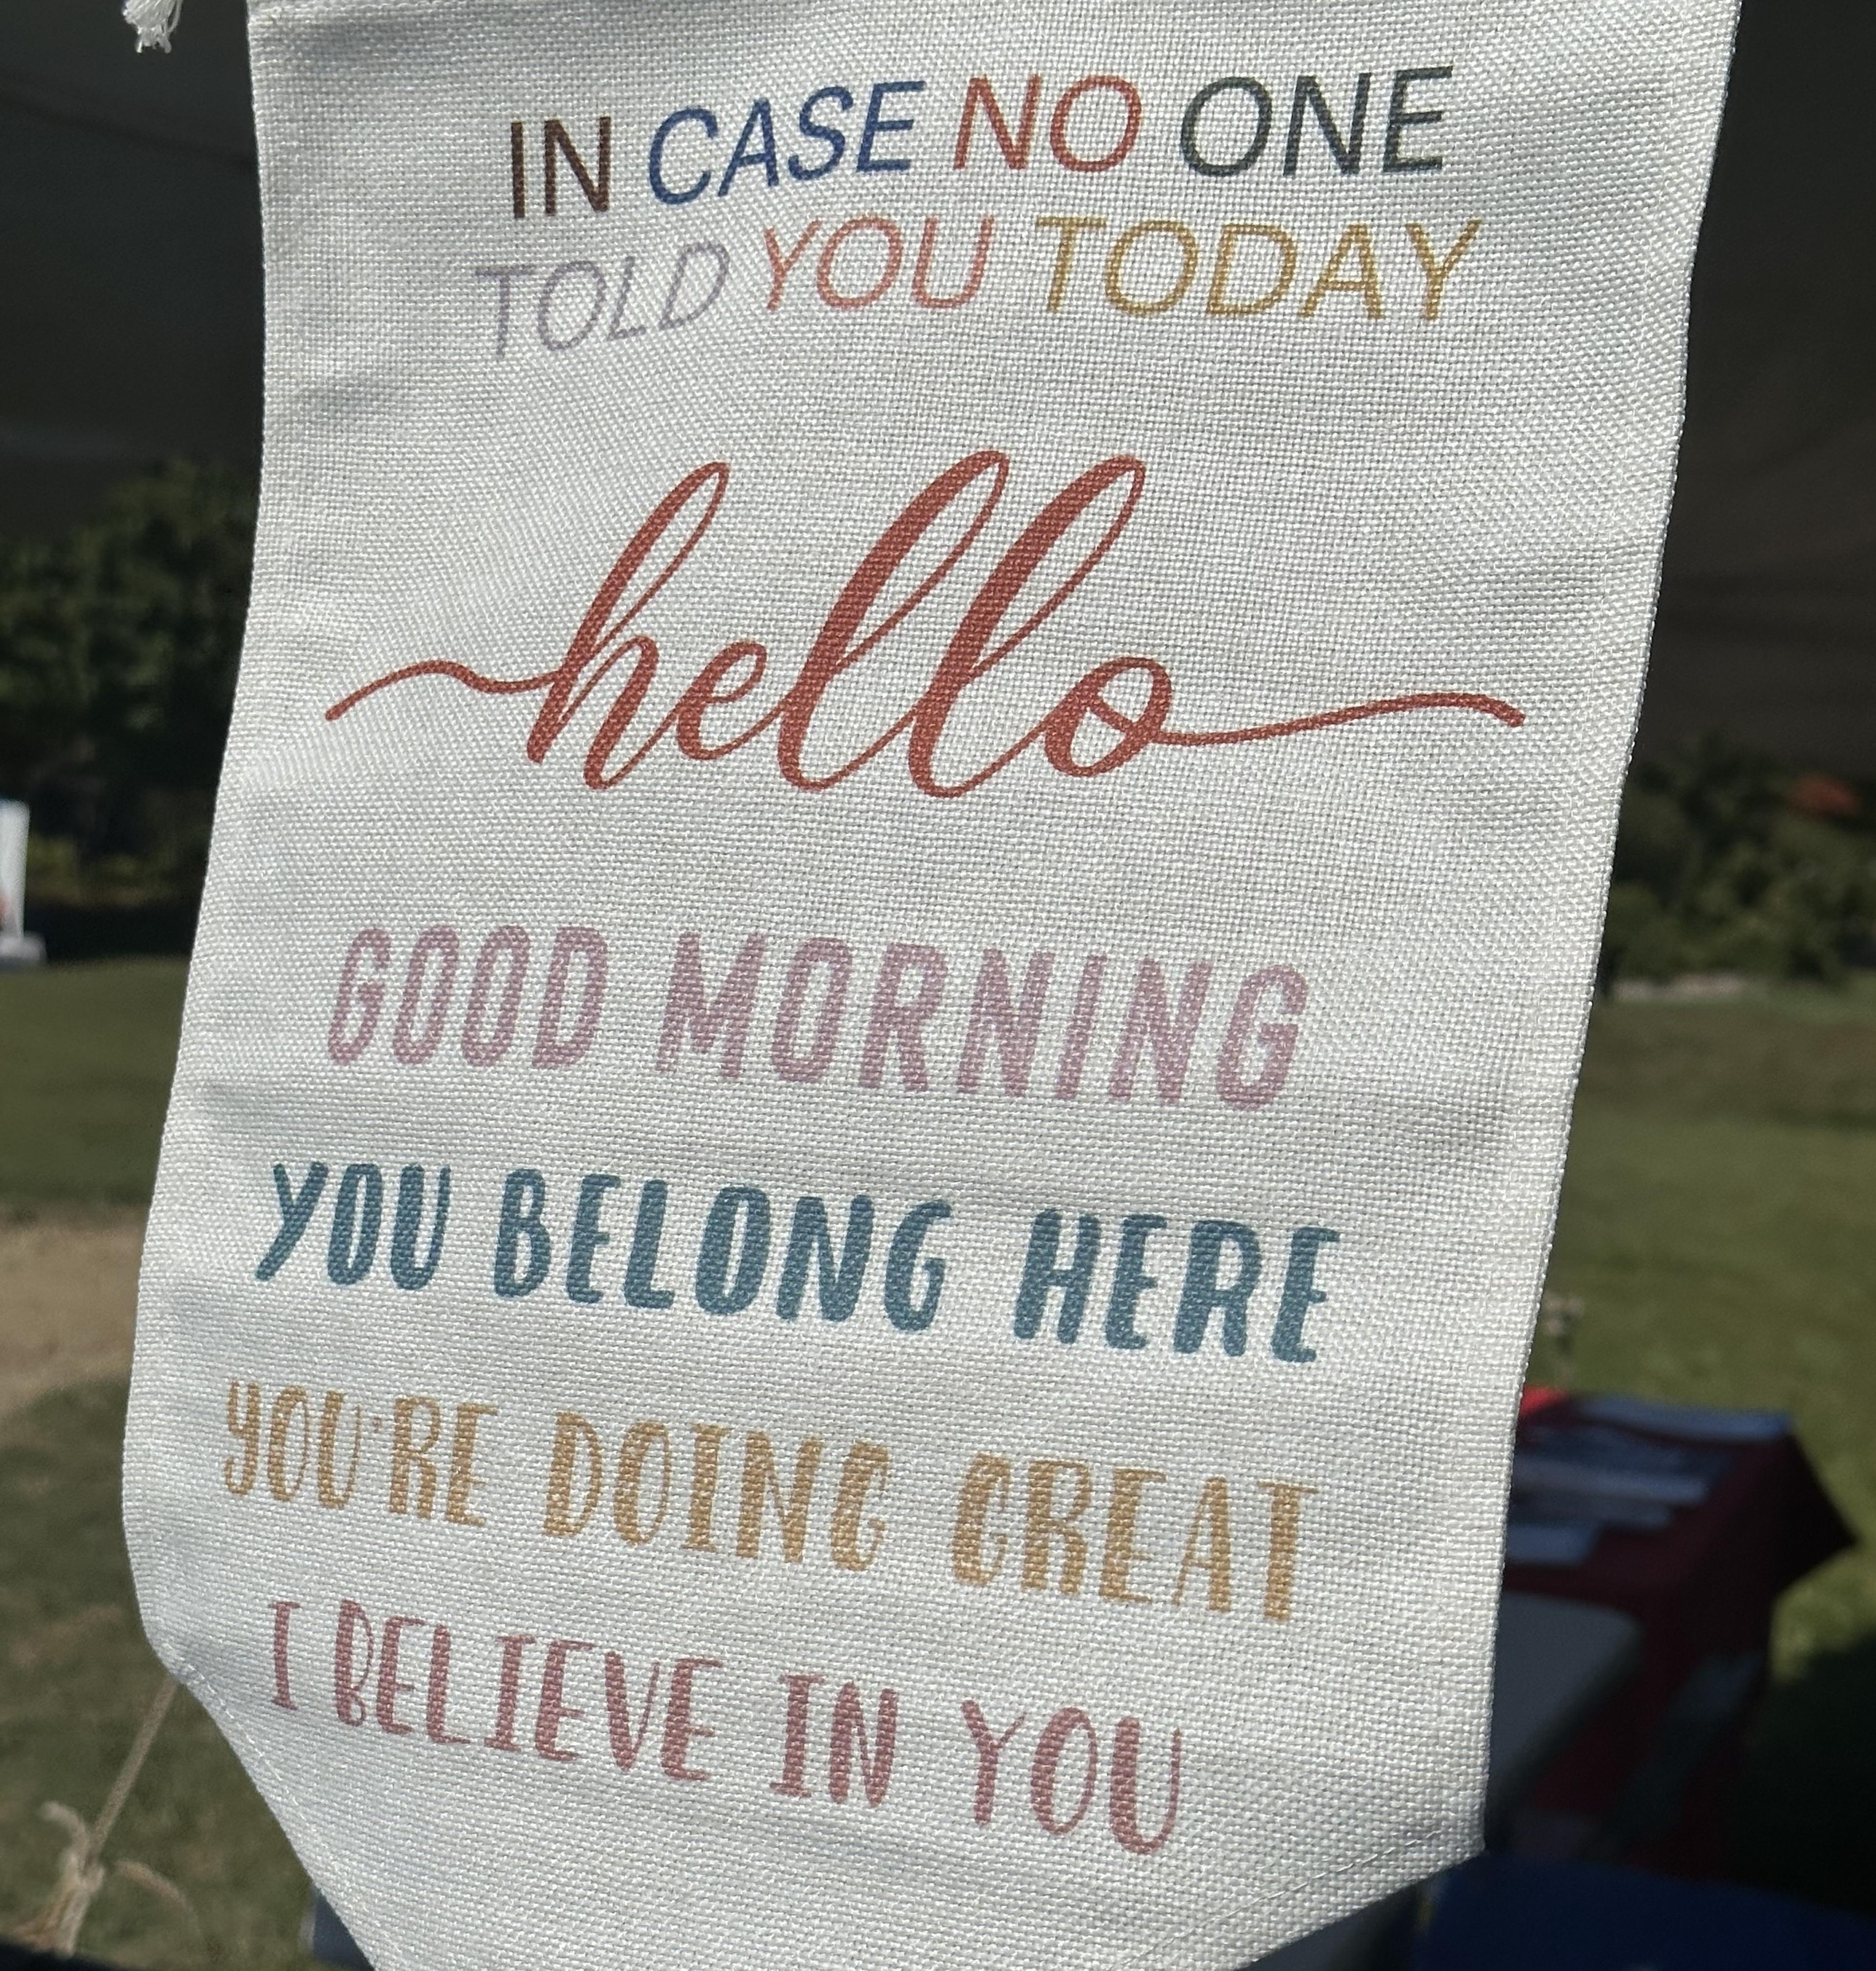 IN CASE NO ONE
TOLD YOU TODAY
hello
GOOD MORNING
YOU BELONG HERE
YOU'RE DOING GREAT
I BELIEVE IN YOU